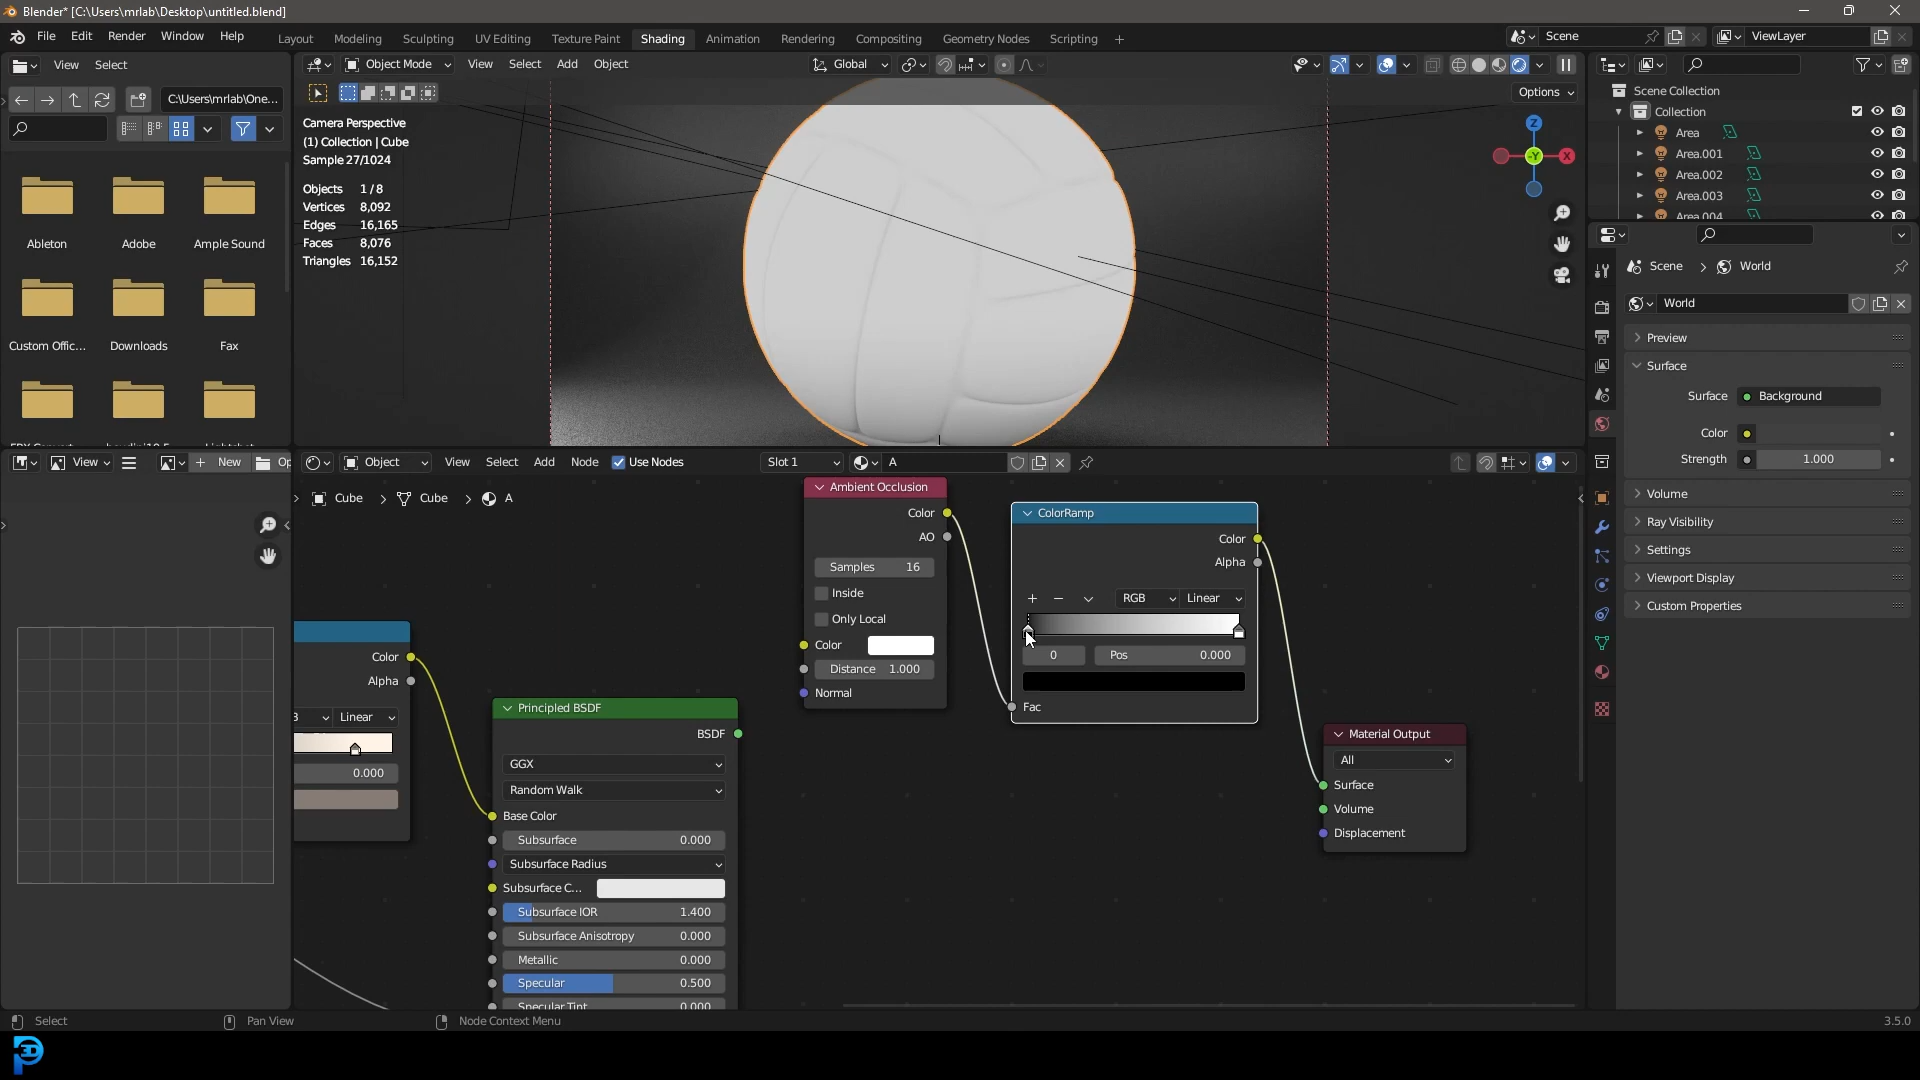 Blender* [C:\Users\mrlab\Desktop\untitled.blend]
File Edit Render Window Help
Layout Modeling Sculpting UV Editing Texture Paint Shading Animation Rendering Compositing Geometry Nodes Scripting +
Scene ViewLayer
View Select
Object Mode View Select Add Object Global
C:\Users\mrlab\One...
Options
Camera Perspective
(1) Collection | Cube
Sample 27/1024
Objects 1/8
Vertices 8,092
Edges 16,165
Faces 8,076
Triangles 16,152
Z
-Y
X
Ableton Adobe Ample Sound
Custom Offic... Downloads Fax
Scene Collection
Collection
Area
Area.001
Area.002
Area.003
Area.004
Scene > World
World
Preview
Surface
Surface Background
Color
Strength 1.000
Volume
Ray Visibility
Settings
Viewport Display
Custom Properties
View + New Op
Object View Select Add Node Use Nodes Slot 1 A
Cube > Cube > A
Color
Alpha
Linear
0.000
Principled BSDF
BSDF
GGX
Random Walk
Base Color
Subsurface 0.000
Subsurface Radius
Subsurface C...
Subsurface IOR 1.400
Subsurface Anisotropy 0.000
Metallic 0.000
Specular 0.500
Specular Tint 0.000
Ambient Occlusion
Color
AO
Samples 16
Inside
Only Local
Color
Distance 1.000
Normal
ColorRamp
Color
Alpha
+ − RGB Linear
0 Pos 0.000
Fac
Material Output
All
Surface
Volume
Displacement
Select Pan View Node Context Menu 3.5.0